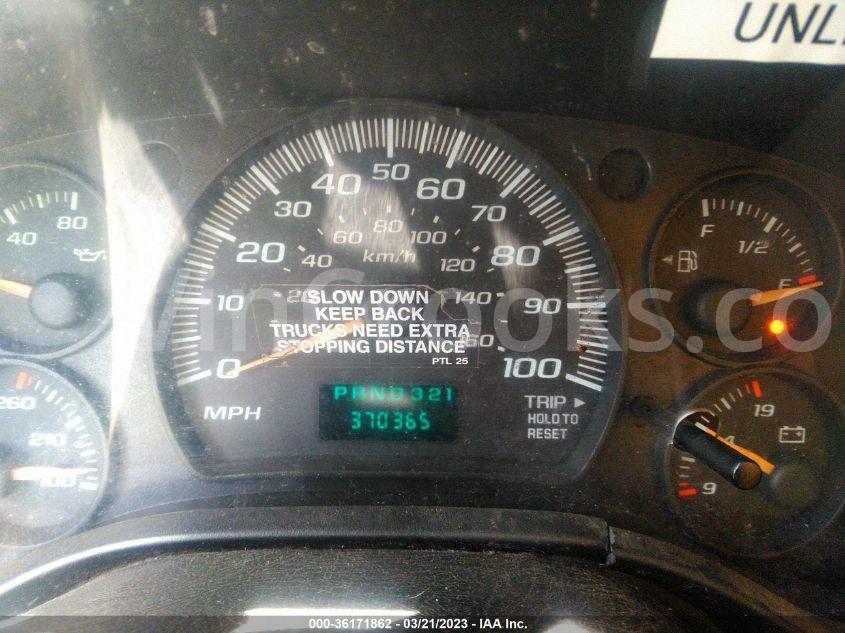 UNL
80
40
F
1/2
E
50
40 60
30 70
60 80 100
20 80
km/h
40 120
10 90
20 140
SLOW DOWN
KEEP BACK
TRUCKS NEED EXTRA
STOPPING DISTANCE
PTL 25
0 100
MPH
PRND321
370365
TRIP ►
HOLD TO
RESET
260
210
100
19
9
000-36171862 - 03/21/2023 - IAA Inc.